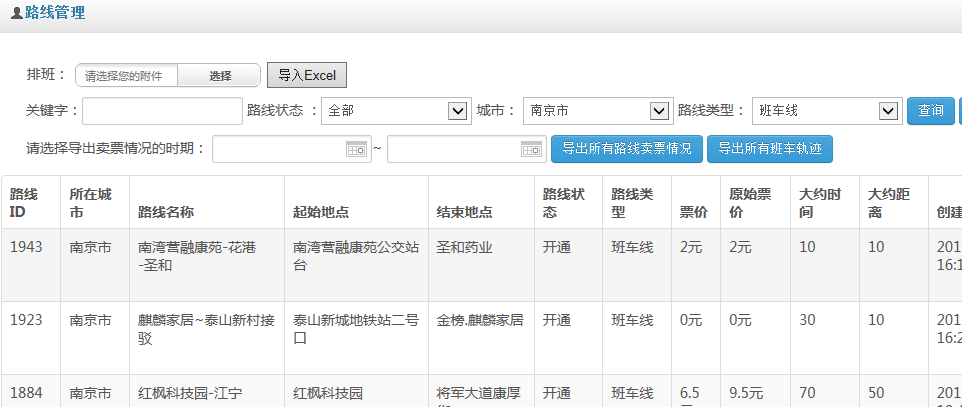 路线管理
排班： 请选择您的附件 选择 导入Excel
关键字： 路线状态 ： 全部 城市： 南京市 路线类型： 班车线 查询
请选择导出卖票情况的时期： ~ 导出所有路线卖票情况 导出所有班车轨迹
路线ID 所在城市 路线名称 起始地点 结束地点 路线状态 路线类型 票价 原始票价 大约时间 大约距离 创建
1943 南京市 南湾营融康苑-花港 南湾营融康苑公交站 圣和药业 开通 班车线 2元 2元 10 10 201
-圣和 台 16:1
1923 南京市 麒麟家居~泰山新村接 泰山新城地铁站二号 金榜.麒麟家居 开通 班车线 0元 0元 30 10 201
驳 口 16:2
1884 南京市 红枫科技园-江宁 红枫科技园 将军大道康厚 开通 班车线 6.5 9.5元 70 50 201